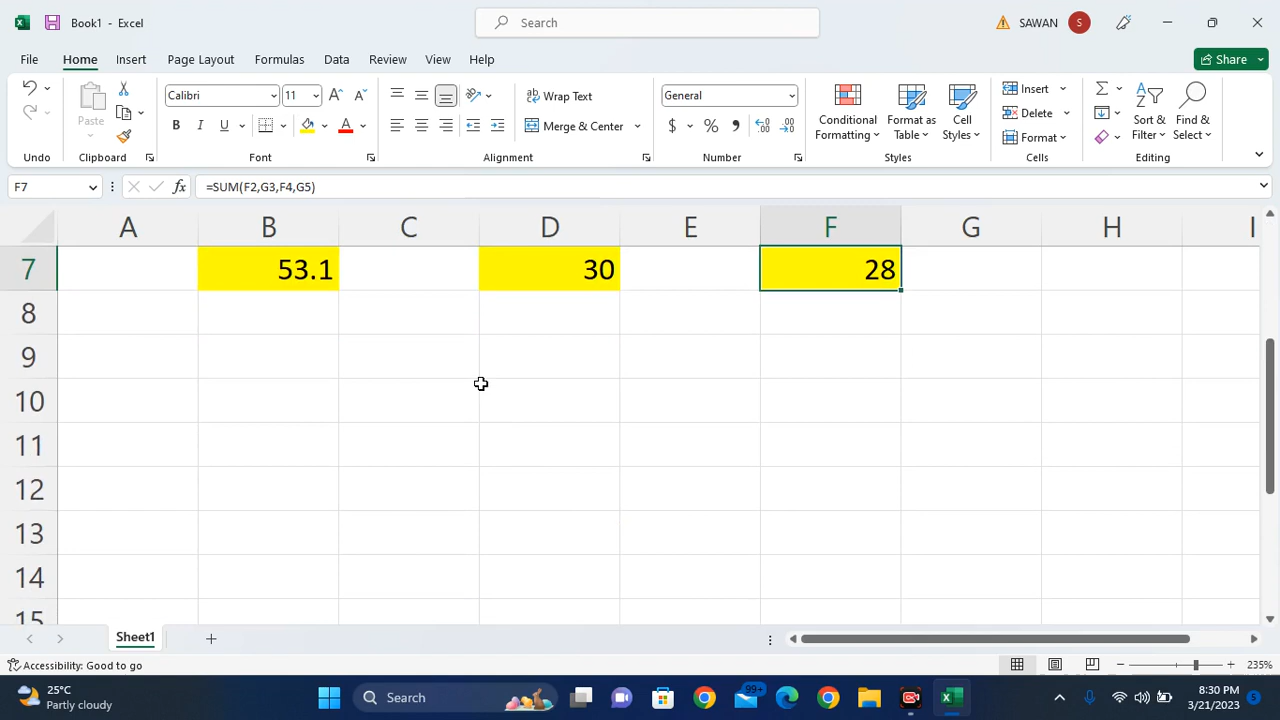 Book1 - Excel
Search
SAWAN
S
File Home Insert Page Layout Formulas Data Review View Help
Share
Paste
Calibri 11
B I U
Wrap Text
Merge & Center
General
$ % ,
Conditional Formatting
Format as Table
Cell Styles
Insert
Delete
Format
Sort & Filter
Find & Select
Undo Clipboard Font Alignment Number Styles Cells Editing
F7
fx
=SUM(F2,G3,F4,G5)
A B C D E F G H I
7 53.1 30 28
8
9
10
11
12
13
14
15
Sheet1
Accessibility: Good to go
235%
25°C
Partly cloudy
Search
99+
8:30 PM
3/21/2023
5